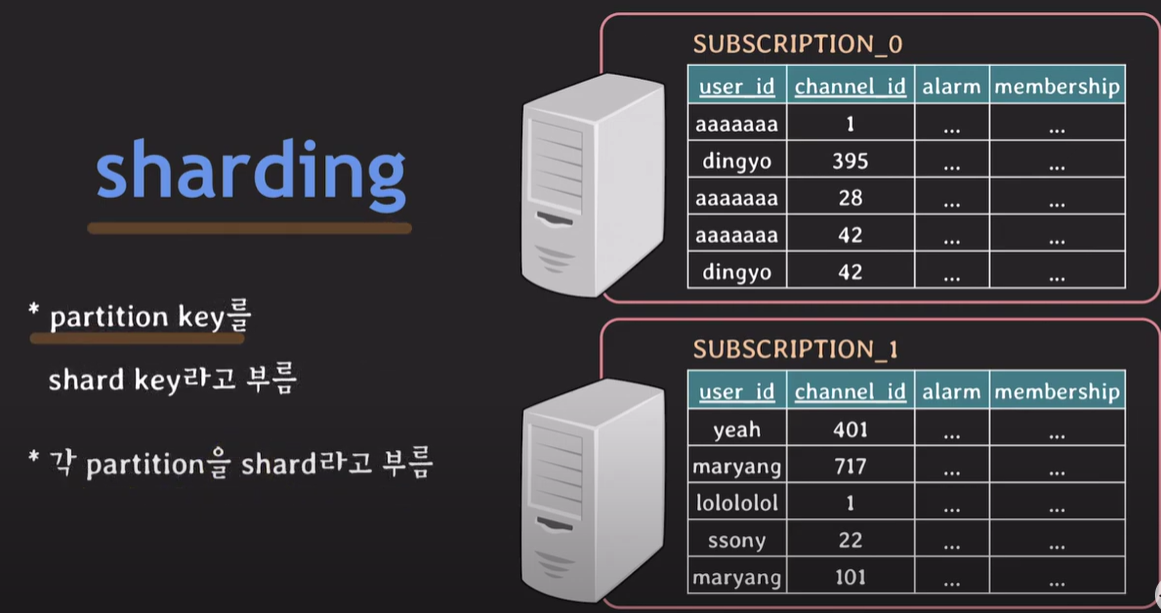 sharding
* partition key를
shard key라고 부름
* 각 partition을 shard라고 부름
SUBSCRIPTION_0
user_id channel_id alarm membership
aaaaaaa 1 ... ...
dingyo 395 ... ...
aaaaaaa 28 ... ...
aaaaaaa 42 ... ...
dingyo 42 ... ...
SUBSCRIPTION_1
user_id channel_id alarm membership
yeah 401 ... ...
maryang 717 ... ...
lolololol 1 ... ...
ssony 22 ... ...
maryang 101 ... ...